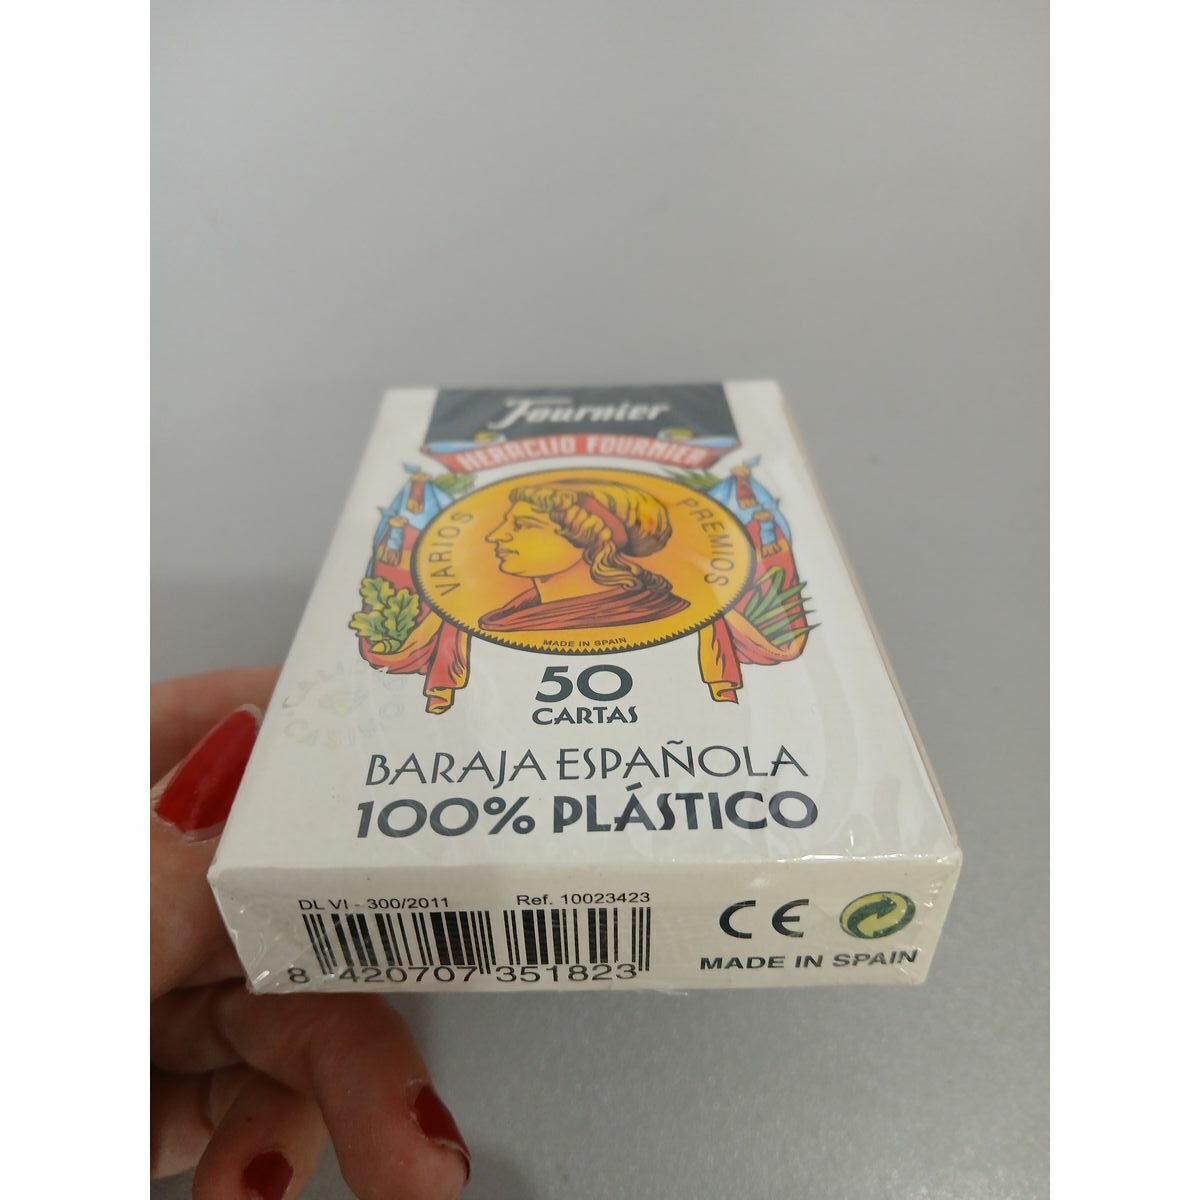 Fournier
HERACLIO FOURNIER
VARIOS PREMIOS
MADE IN SPAIN
50
CARTAS
BARAJA ESPAÑOLA
100% PLÁSTICO
DL VI - 300/2011 Ref. 10023423
8 420707 351823
CE
MADE IN SPAIN